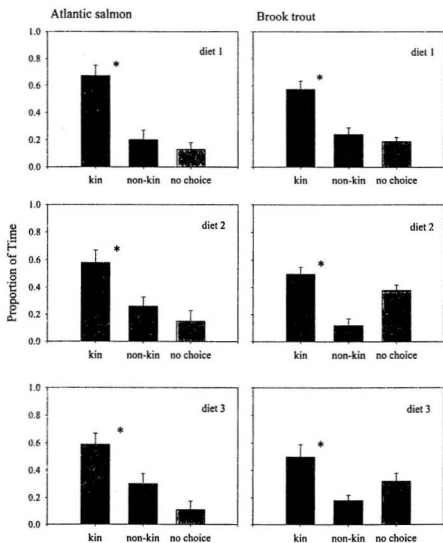 Atlantic salmon Brook trout
Proportion of Time
1.0 diet 1 diet 1
0.8
* *
0.6
0.4
0.2
0.0
kin non-kin no choice kin non-kin no choice
1.0
0.8 diet 2 diet 2
* *
0.6
0.4
0.2
0.0
kin non-kin no choice kin non-kin no choice
1.0
diet 3 diet 3
0.8
* *
0.6
0.4
0.2
0.0
kin non-kin no choice kin non-kin no choice